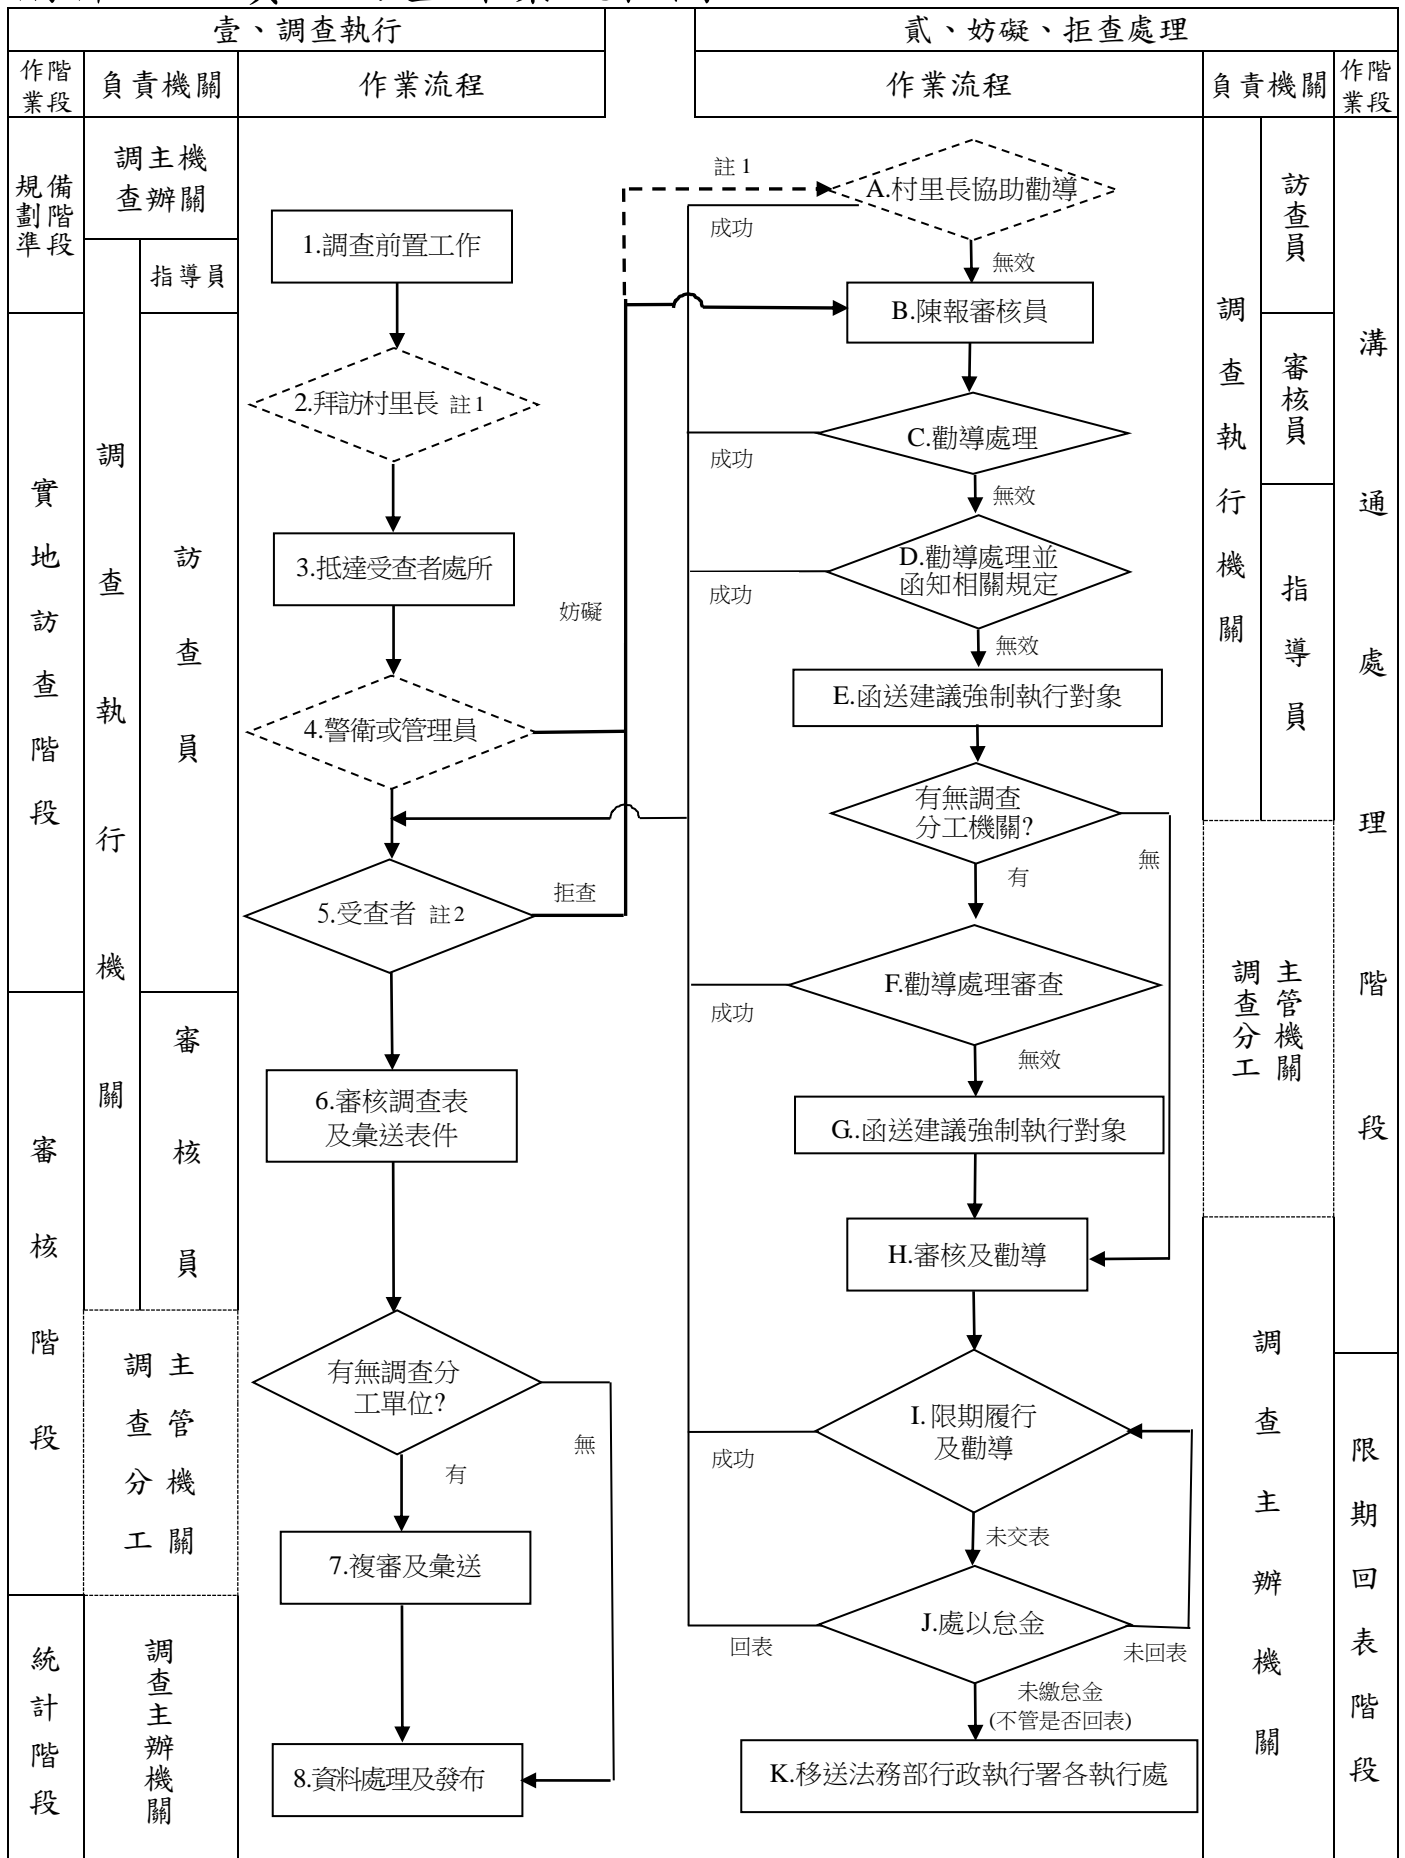 壹、調查執行
作階
業段
負責機關
作業流程
規備
劃階
準段
調主機
查辦關
指導員
調查執行機關
實地訪查階段
訪查員
審核階段
審核員
調主
查管
分機
工關
統計階段
調查主辦機關
1.調查前置工作
2.拜訪村里長 註1
3.抵達受查者處所
妨礙
4.警衛或管理員
5.受查者 註2
拒查
6.審核調查表
及彙送表件
有無調查分
工單位?
無
有
7.複審及彙送
8.資料處理及發布
貳、妨礙、拒查處理
作業流程
負責機關
作階
業段
註1
A.村里長協助勸導
成功
無效
B.陳報審核員
C.勸導處理
成功
無效
D.勸導處理並
函知相關規定
成功
無效
E.函送建議強制執行對象
有無調查
分工機關?
無
有
F.勸導處理審查
成功
無效
G..函送建議強制執行對象
H.審核及勸導
I.限期履行
及勸導
成功
未交表
J.處以怠金
回表
未回表
未繳怠金
(不管是否回表)
K.移送法務部行政執行署各執行處
調查執行機關
訪查員
審核員
指導員
調主
查管
分機
工關
調查主辦機關
溝通處理階段
限期回表階段